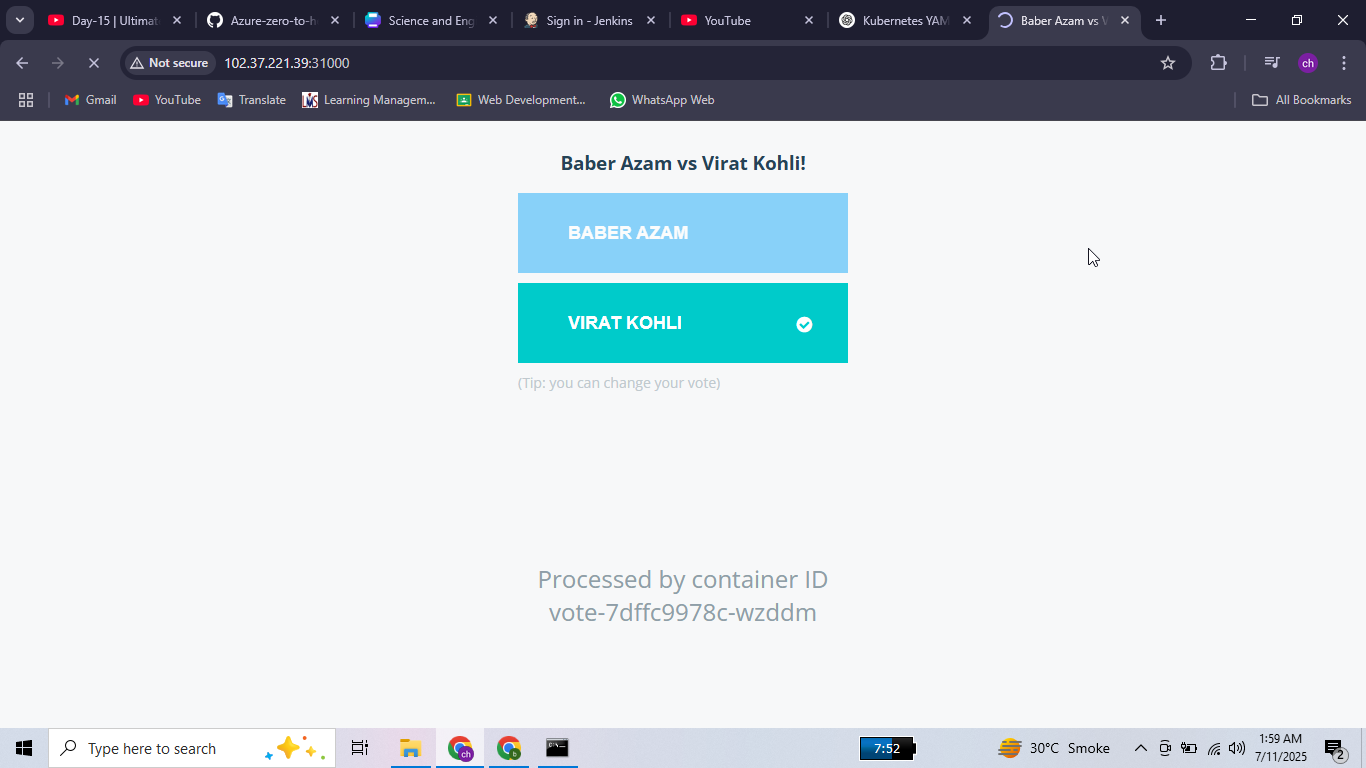 Day-15 | Ultimat
Azure-zero-to-h
Science and Eng
Sign in - Jenkins
YouTube
Kubernetes YAM
Baber Azam vs V
Not secure
102.37.221.39:31000
ch
Gmail
YouTube
Translate
Learning Managem...
Web Development...
WhatsApp Web
All Bookmarks
Baber Azam vs Virat Kohli!
BABER AZAM
VIRAT KOHLI
(Tip: you can change your vote)
Processed by container ID
vote-7dffc9978c-wzddm
Type here to search
ch
b
7:52
30°C Smoke
1:59 AM
7/11/2025
2